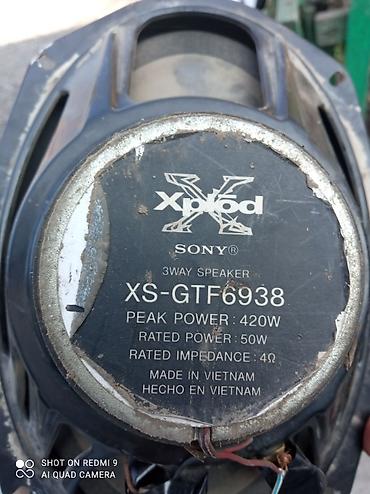 Xplod
SONY®
3WAY SPEAKER
XS-GTF6938
PEAK POWER : 420W
RATED POWER : 50W
RATED IMPEDANCE : 4Ω
MADE IN VIETNAM
HECHO EN VIETNAM
SHOT ON REDMI 9
AI QUAD CAMERA